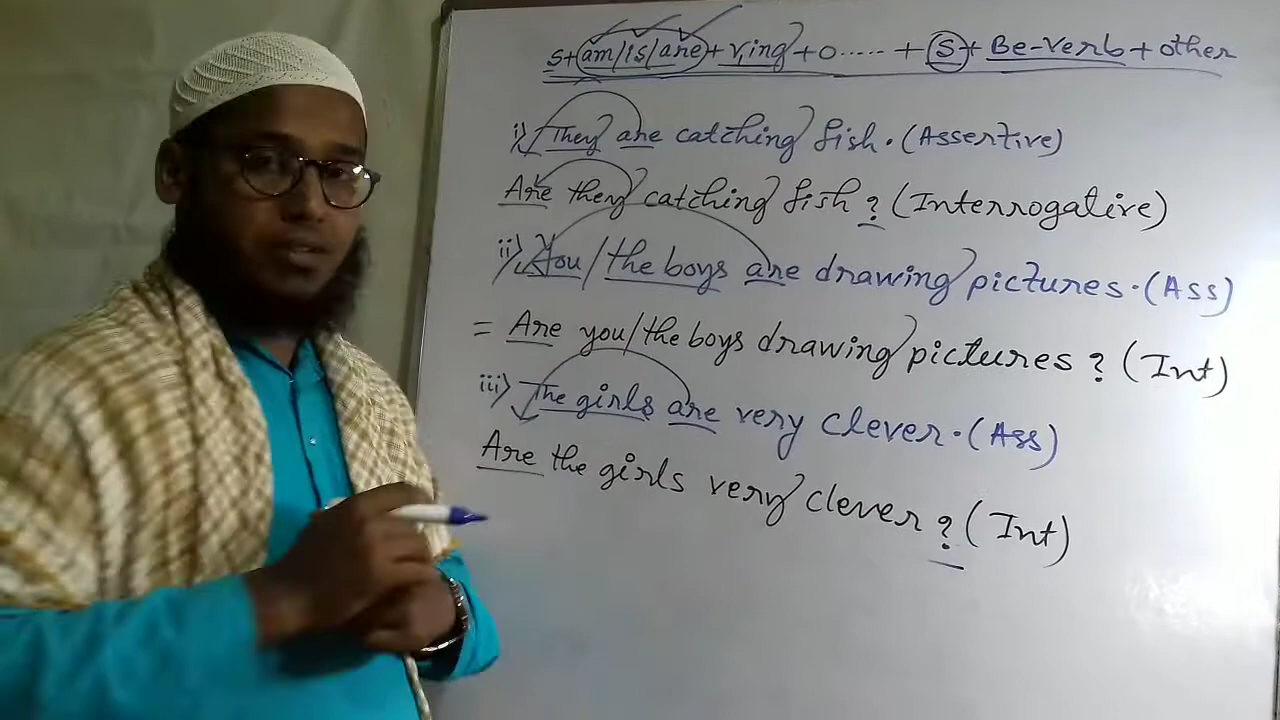 S+am/is/are+v,ing+o.....+(S)+Be-verb+other
i) They are catching fish. (Assertive)
Are they catching fish? (Interrogative)
ii) You/the boys are drawing pictures. (Ass)
= Are you/the boys drawing pictures? (Int)
iii) The girls are very clever. (Ass)
Are the girls very clever? (Int)